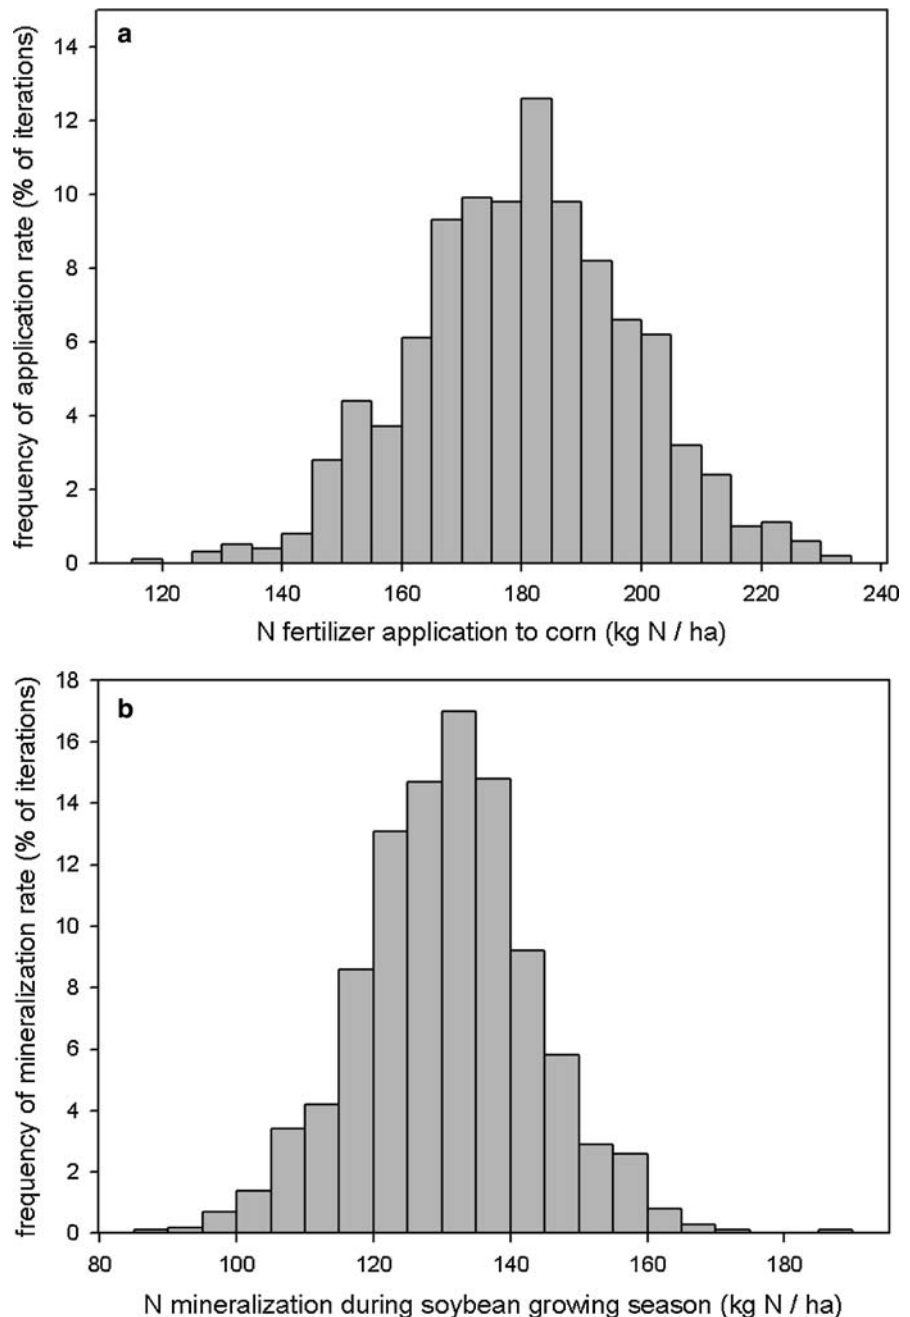 a
frequency of application rate (% of iterations)
14
12
10
8
6
4
2
0
120 140 160 180 200 220 240
N fertilizer application to corn (kg N / ha)
b
frequency of mineralization rate (% of iterations)
18
16
14
12
10
8
6
4
2
0
80 100 120 140 160 180
N mineralization during soybean growing season (kg N / ha)